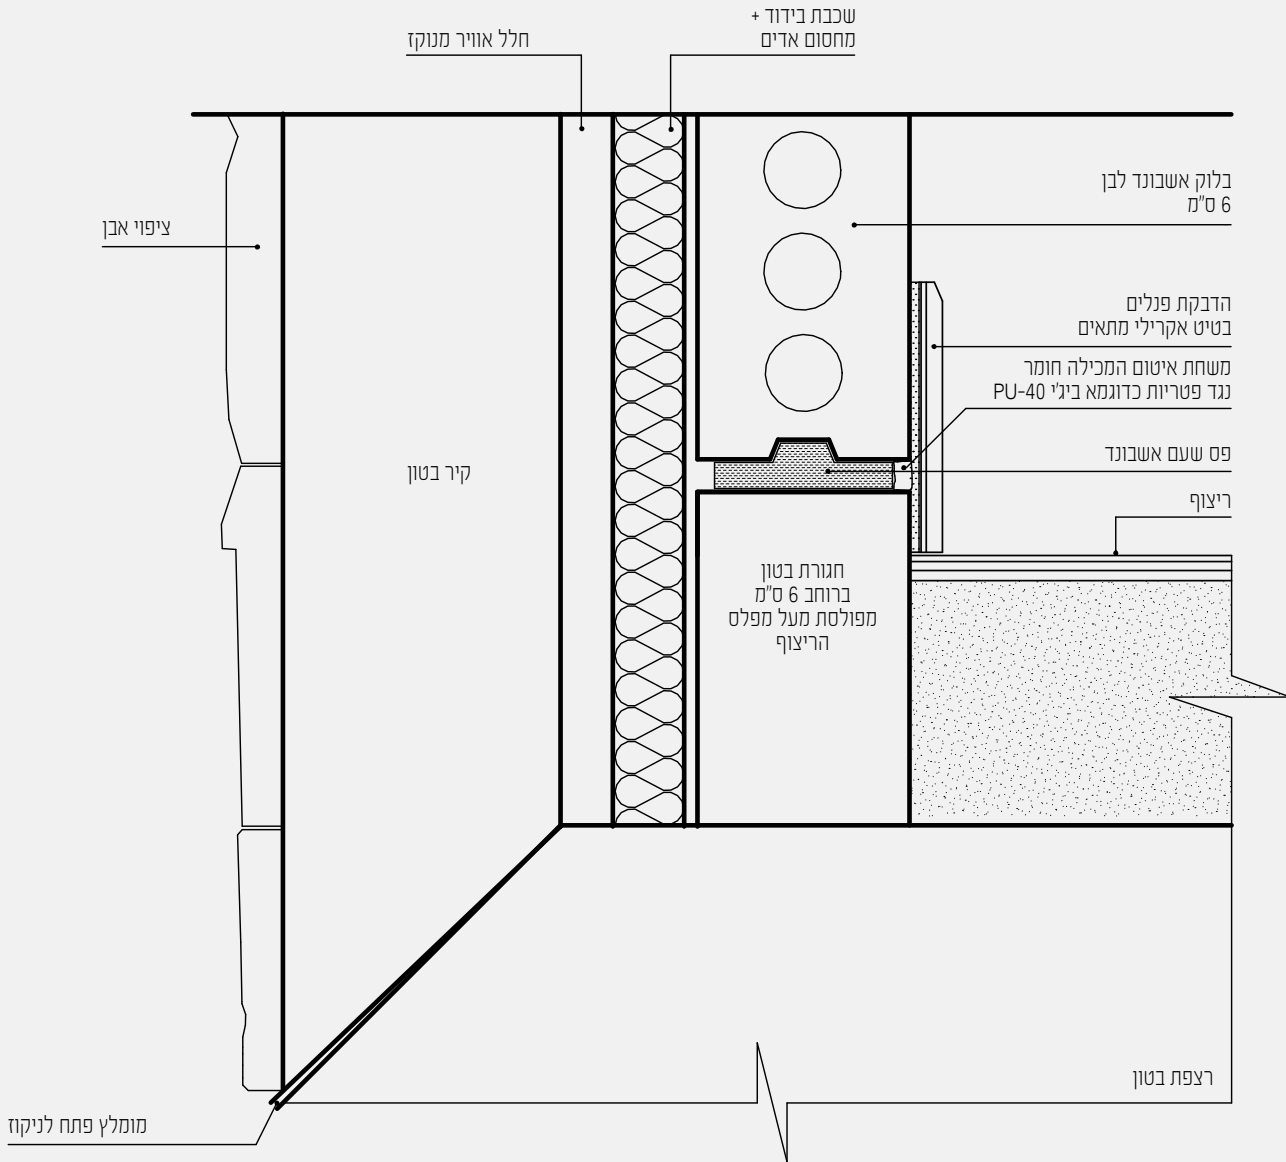 שכבת בידוד +
מחסום אדים
חלל אוויר מנוקז
בלוק אשבונד לבן
6 ס"מ
ציפוי אבן
הדבקת פנלים
בטיט אקרילי מתאים
משחת איטום המכילה חומר
נגד פטריות כדוגמא ביג'י PU-40
פס שעם אשבונד
קיר בטון
ריצוף
חגורת בטון
ברוחב 6 ס"מ
מפולסת מעל מפלס
הריצוף
רצפת בטון
מומלץ פתח לניקוז